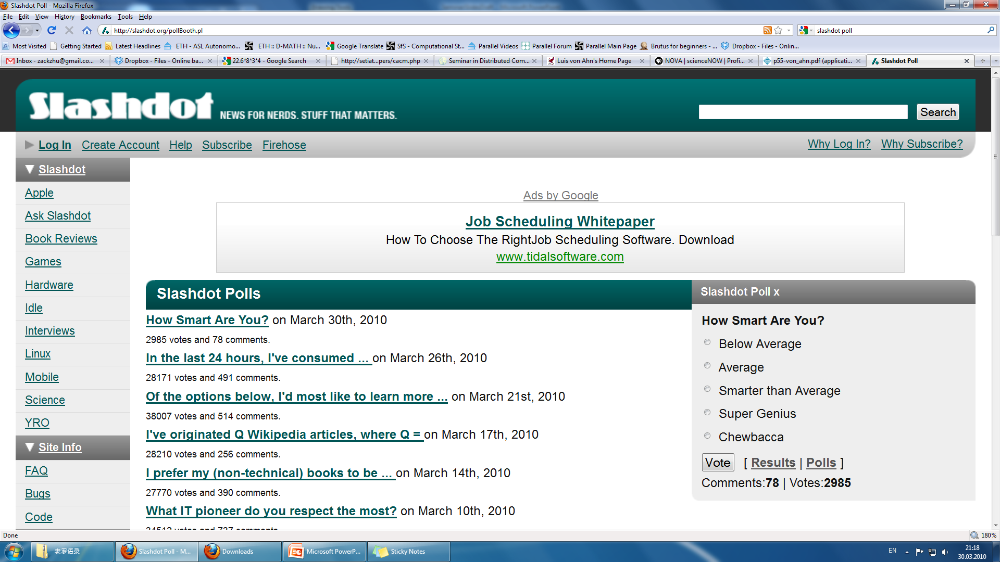 Slashdot Poll - Mozilla Firefox
File Edit View History Bookmarks Tools Help
http://slashdot.org/pollBooth.pl
slashdot poll
Most Visited Getting Started Latest Headlines ETH - ASL Autonomo... ETH :: D-MATH :: Nu... Google Translate SfS - Computational St... Parallel Videos Parallel Forum Parallel Main Page Brutus for beginners - ... Dropbox - Files - Onlin...
Inbox - zackzhu@gmail.co... Dropbox - Files - Online ba... 22.6*8*3*4 - Google Search http://setiat...pers/cacm.php Seminar in Distributed Com... Luis von Ahn's Home Page NOVA | scienceNOW | Profi... p55-von_ahn.pdf (applicati... Slashdot Poll
Slashdot NEWS FOR NERDS. STUFF THAT MATTERS.
Search
Log In Create Account Help Subscribe Firehose
Why Log In? Why Subscribe?
Slashdot
Apple
Ask Slashdot
Book Reviews
Games
Hardware
Idle
Interviews
Linux
Mobile
Science
YRO
Site Info
FAQ
Bugs
Code
Ads by Google
Job Scheduling Whitepaper
How To Choose The RightJob Scheduling Software. Download
www.tidalsoftware.com
Slashdot Polls
How Smart Are You? on March 30th, 2010
2985 votes and 78 comments.
In the last 24 hours, I've consumed ... on March 26th, 2010
28171 votes and 491 comments.
Of the options below, I'd most like to learn more ... on March 21st, 2010
38007 votes and 514 comments.
I've originated Q Wikipedia articles, where Q = on March 17th, 2010
28210 votes and 256 comments.
I prefer my (non-technical) books to be ... on March 14th, 2010
27770 votes and 390 comments.
What IT pioneer do you respect the most? on March 10th, 2010
Slashdot Poll x
How Smart Are You?
Below Average
Average
Smarter than Average
Super Genius
Chewbacca
Vote [ Results | Polls ]
Comments:78 | Votes:2985
Done
180%
老罗语录
Slashdot Poll - M...
Downloads
Microsoft PowerP...
Sticky Notes
EN
21:18
30.03.2010